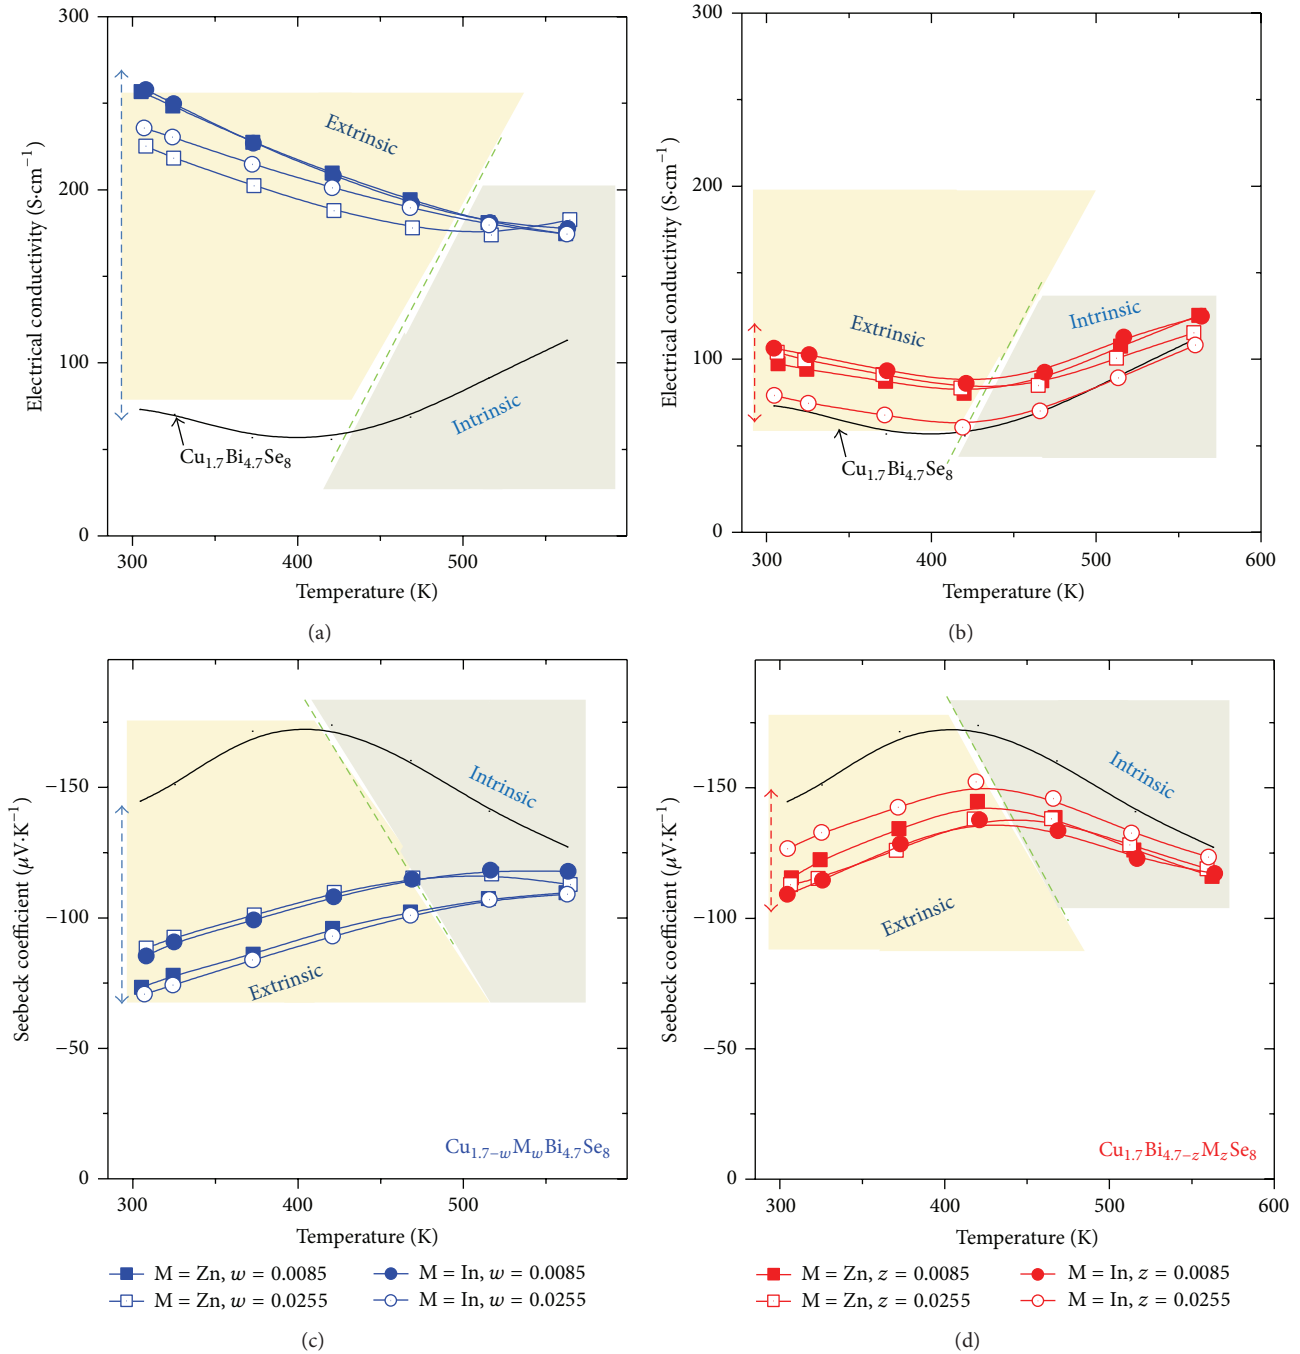 300
200
100
0
Electrical conductivity (S·cm⁻¹)
Extrinsic
Intrinsic
Cu₁.₇Bi₄.₇Se₈
300
400
500
Temperature (K)
(a)
300
200
100
0
Electrical conductivity (S·cm⁻¹)
Extrinsic
Intrinsic
Cu₁.₇Bi₄.₇Se₈
300
400
500
600
Temperature (K)
(b)
−150
−100
−50
0
Seebeck coefficient (μV·K⁻¹)
Intrinsic
Extrinsic
Cu₁.₇₋wMwBi₄.₇Se₈
300
400
500
Temperature (K)
M = Zn, w = 0.0085
M = In, w = 0.0085
M = Zn, w = 0.0255
M = In, w = 0.0255
(c)
−150
−100
−50
0
Seebeck coefficient (μV·K⁻¹)
Intrinsic
Extrinsic
Cu₁.₇Bi₄.₇₋zMzSe₈
300
400
500
600
Temperature (K)
M = Zn, z = 0.0085
M = In, z = 0.0085
M = Zn, z = 0.0255
M = In, z = 0.0255
(d)